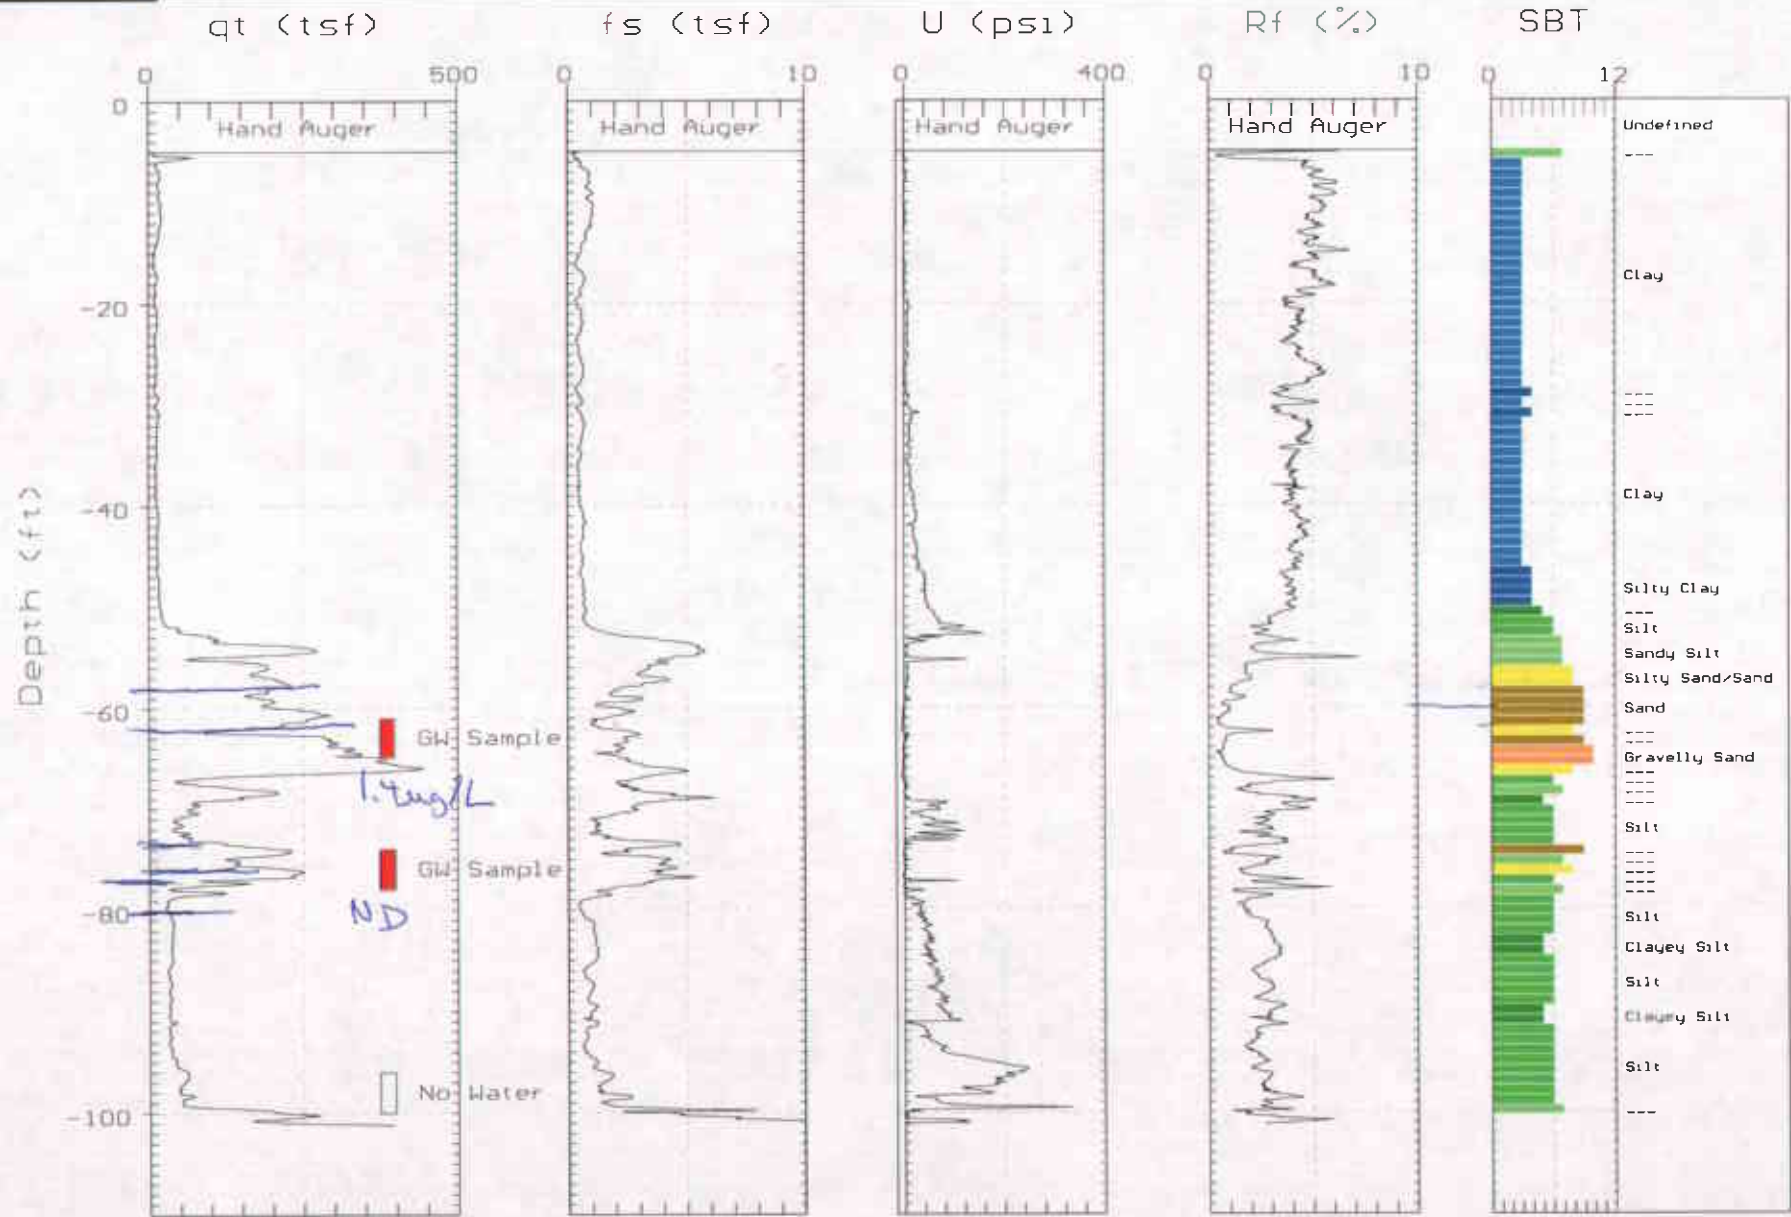 qt (tsf)
fs (tsf)
U (psi)
Rf (%)
SBT
0 500
0 10
0 400
0 10
0 12
0
Hand Auger
Hand Auger
Hand Auger
Hand Auger
Undefined
---
Clay
-20
---
---
---
Clay
-40
Depth (ft)
Silty Clay
---
Silt
Sandy Silt
Silty Sand/Sand
-60
Sand
GW Sample
---
---
Gravelly Sand
1.4ug/L
---
---
---
---
Silt
GW Sample
---
---
---
---
---
-80
ND
Silt
Clayey Silt
Silt
Clayey Silt
Silt
No Water
-100
---